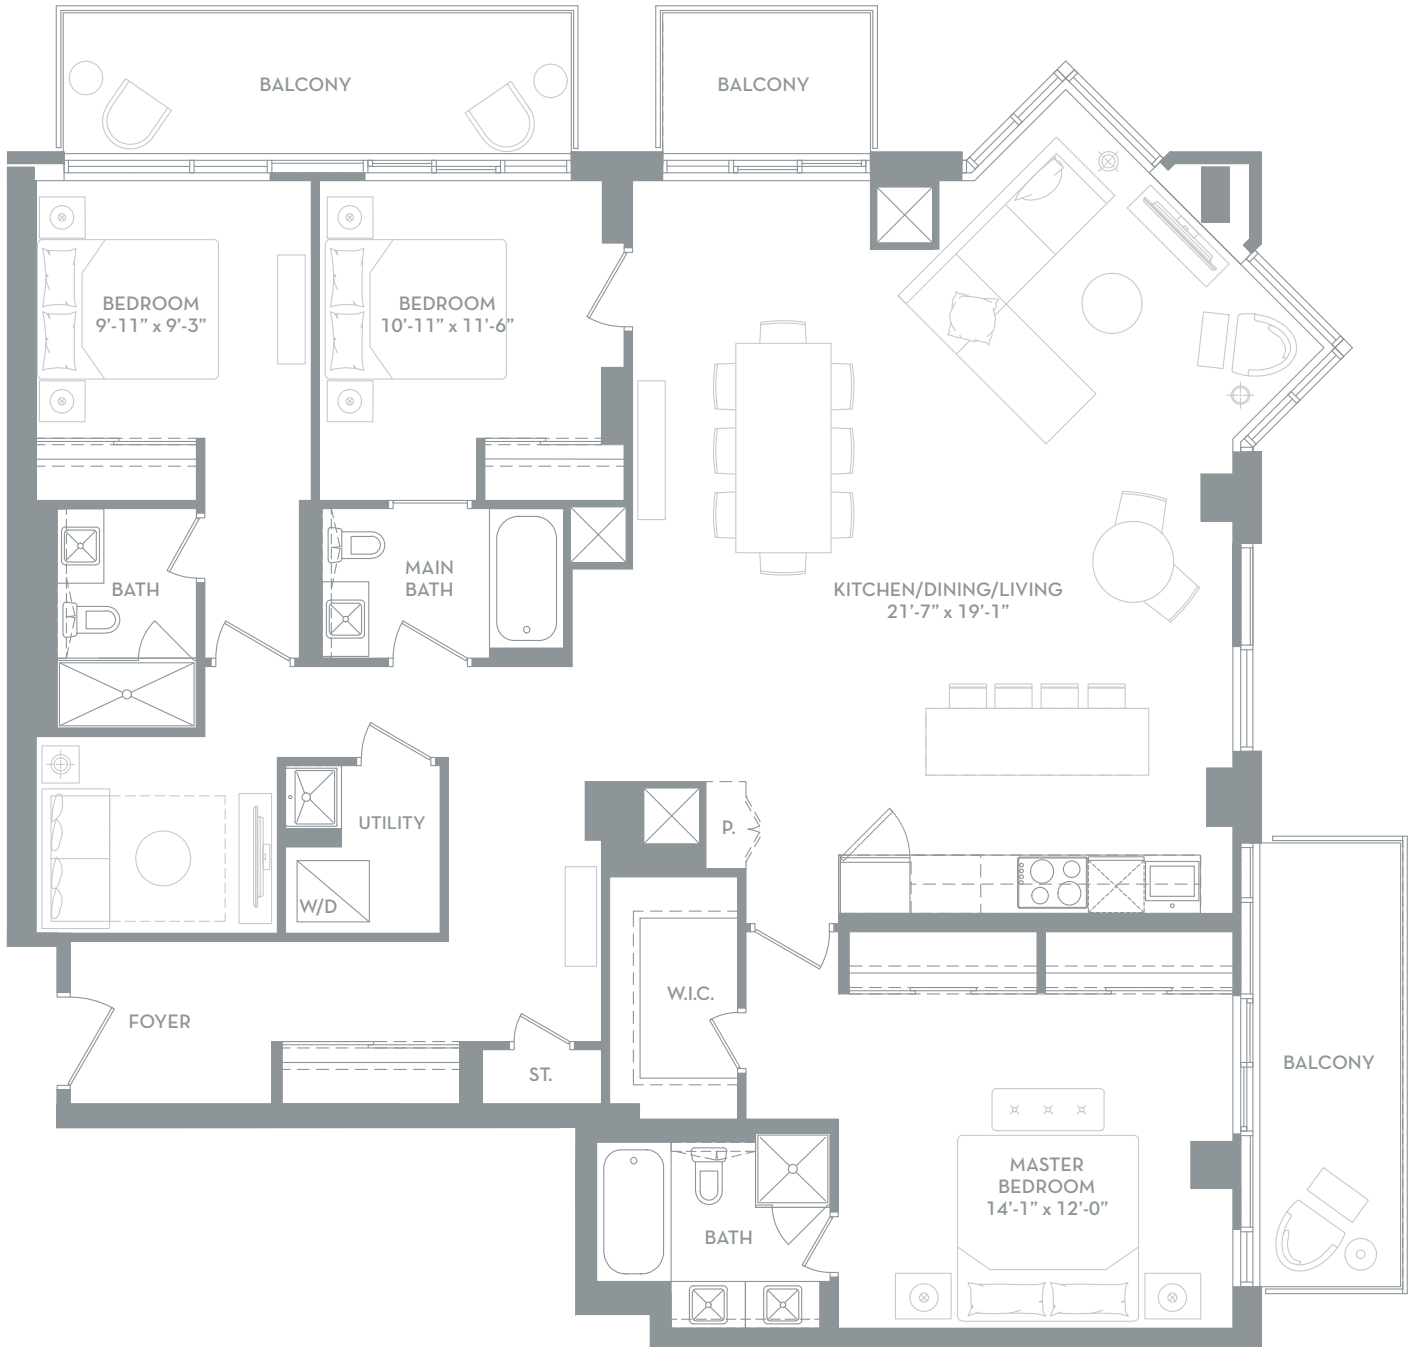 BALCONY
BALCONY
BEDROOM
9’-11” x 9’-3”
BEDROOM
10’-11” x 11’-6”
BATH
MAIN
BATH
KITCHEN/DINING/LIVING
21’-7” x 19’-1”
UTILITY
P.
W/D
W.I.C.
FOYER
ST.
BALCONY
MASTER
BEDROOM
14’-1” x 12’-0”
BATH